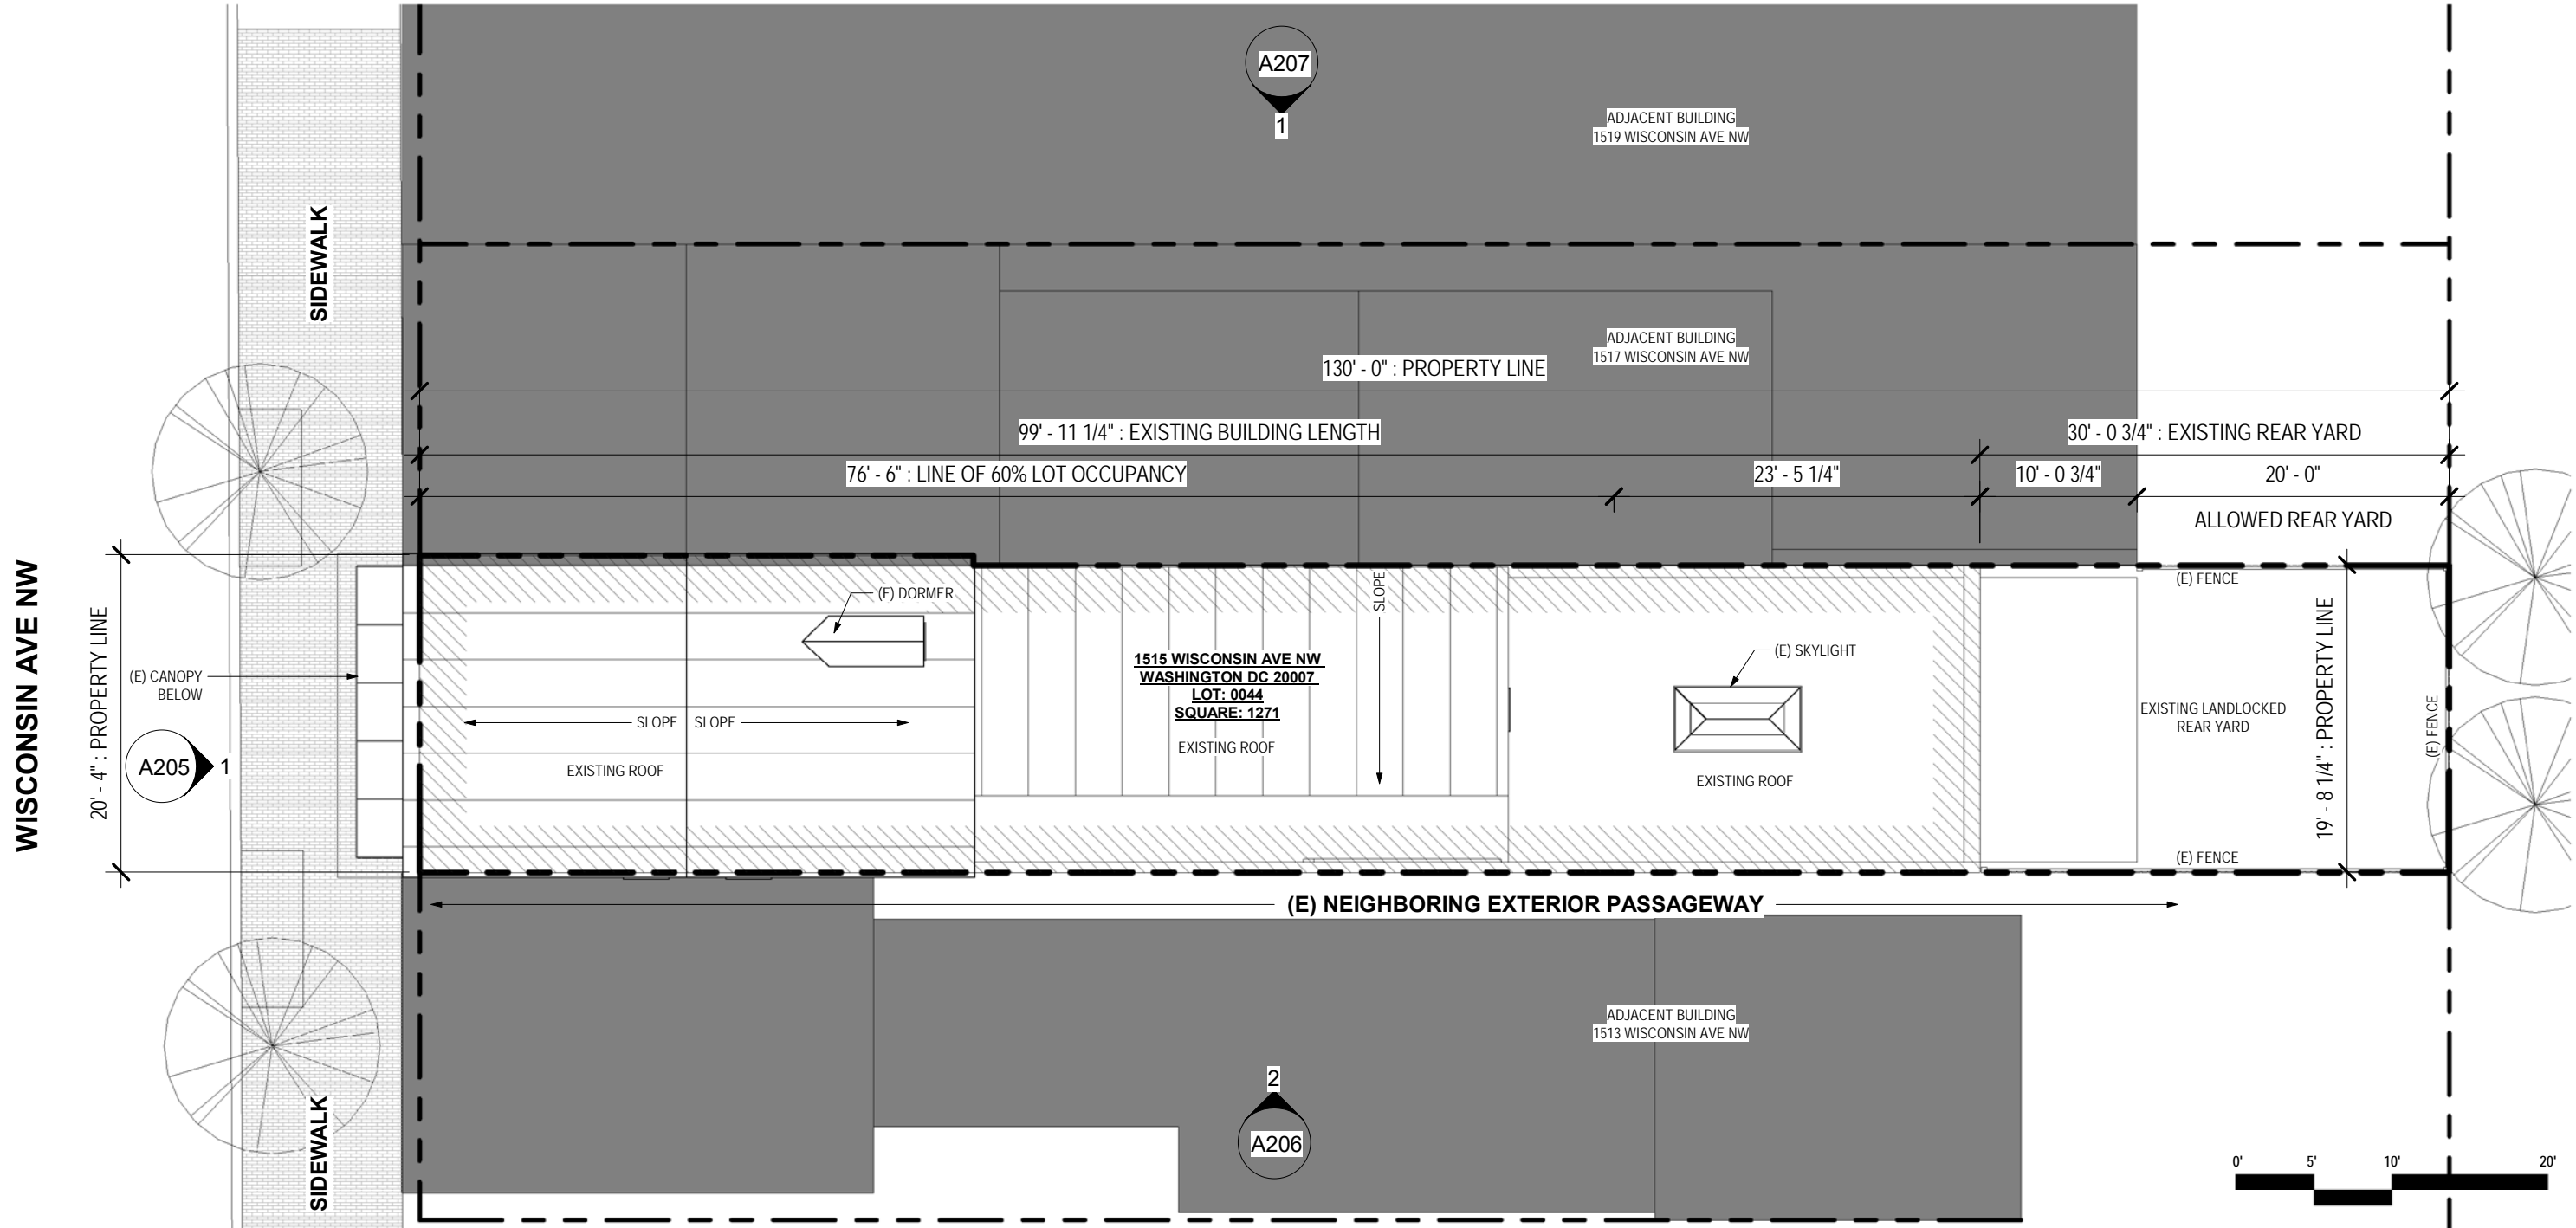 A207
1
ADJACENT BUILDING
1519 WISCONSIN AVE NW
SIDEWALK
ADJACENT BUILDING
1517 WISCONSIN AVE NW
130' - 0" : PROPERTY LINE
99' - 11 1/4" : EXISTING BUILDING LENGTH
30' - 0 3/4" : EXISTING REAR YARD
76' - 6" : LINE OF 60% LOT OCCUPANCY
23' - 5 1/4"
10' - 0 3/4"
20' - 0"
ALLOWED REAR YARD
WISCONSIN AVE NW
20' - 4" : PROPERTY LINE
(E) CANOPY
BELOW
A205
1
(E) DORMER
SLOPE
SLOPE
EXISTING ROOF
SLOPE
1515 WISCONSIN AVE NW
WASHINGTON DC 20007
LOT: 0044
SQUARE: 1271
EXISTING ROOF
(E) SKYLIGHT
EXISTING ROOF
(E) FENCE
EXISTING LANDLOCKED
REAR YARD
19' - 8 1/4" : PROPERTY LINE
(E) FENCE
(E) FENCE
(E) NEIGHBORING EXTERIOR PASSAGEWAY
ADJACENT BUILDING
1513 WISCONSIN AVE NW
2
A206
SIDEWALK
0'
5'
10'
20'